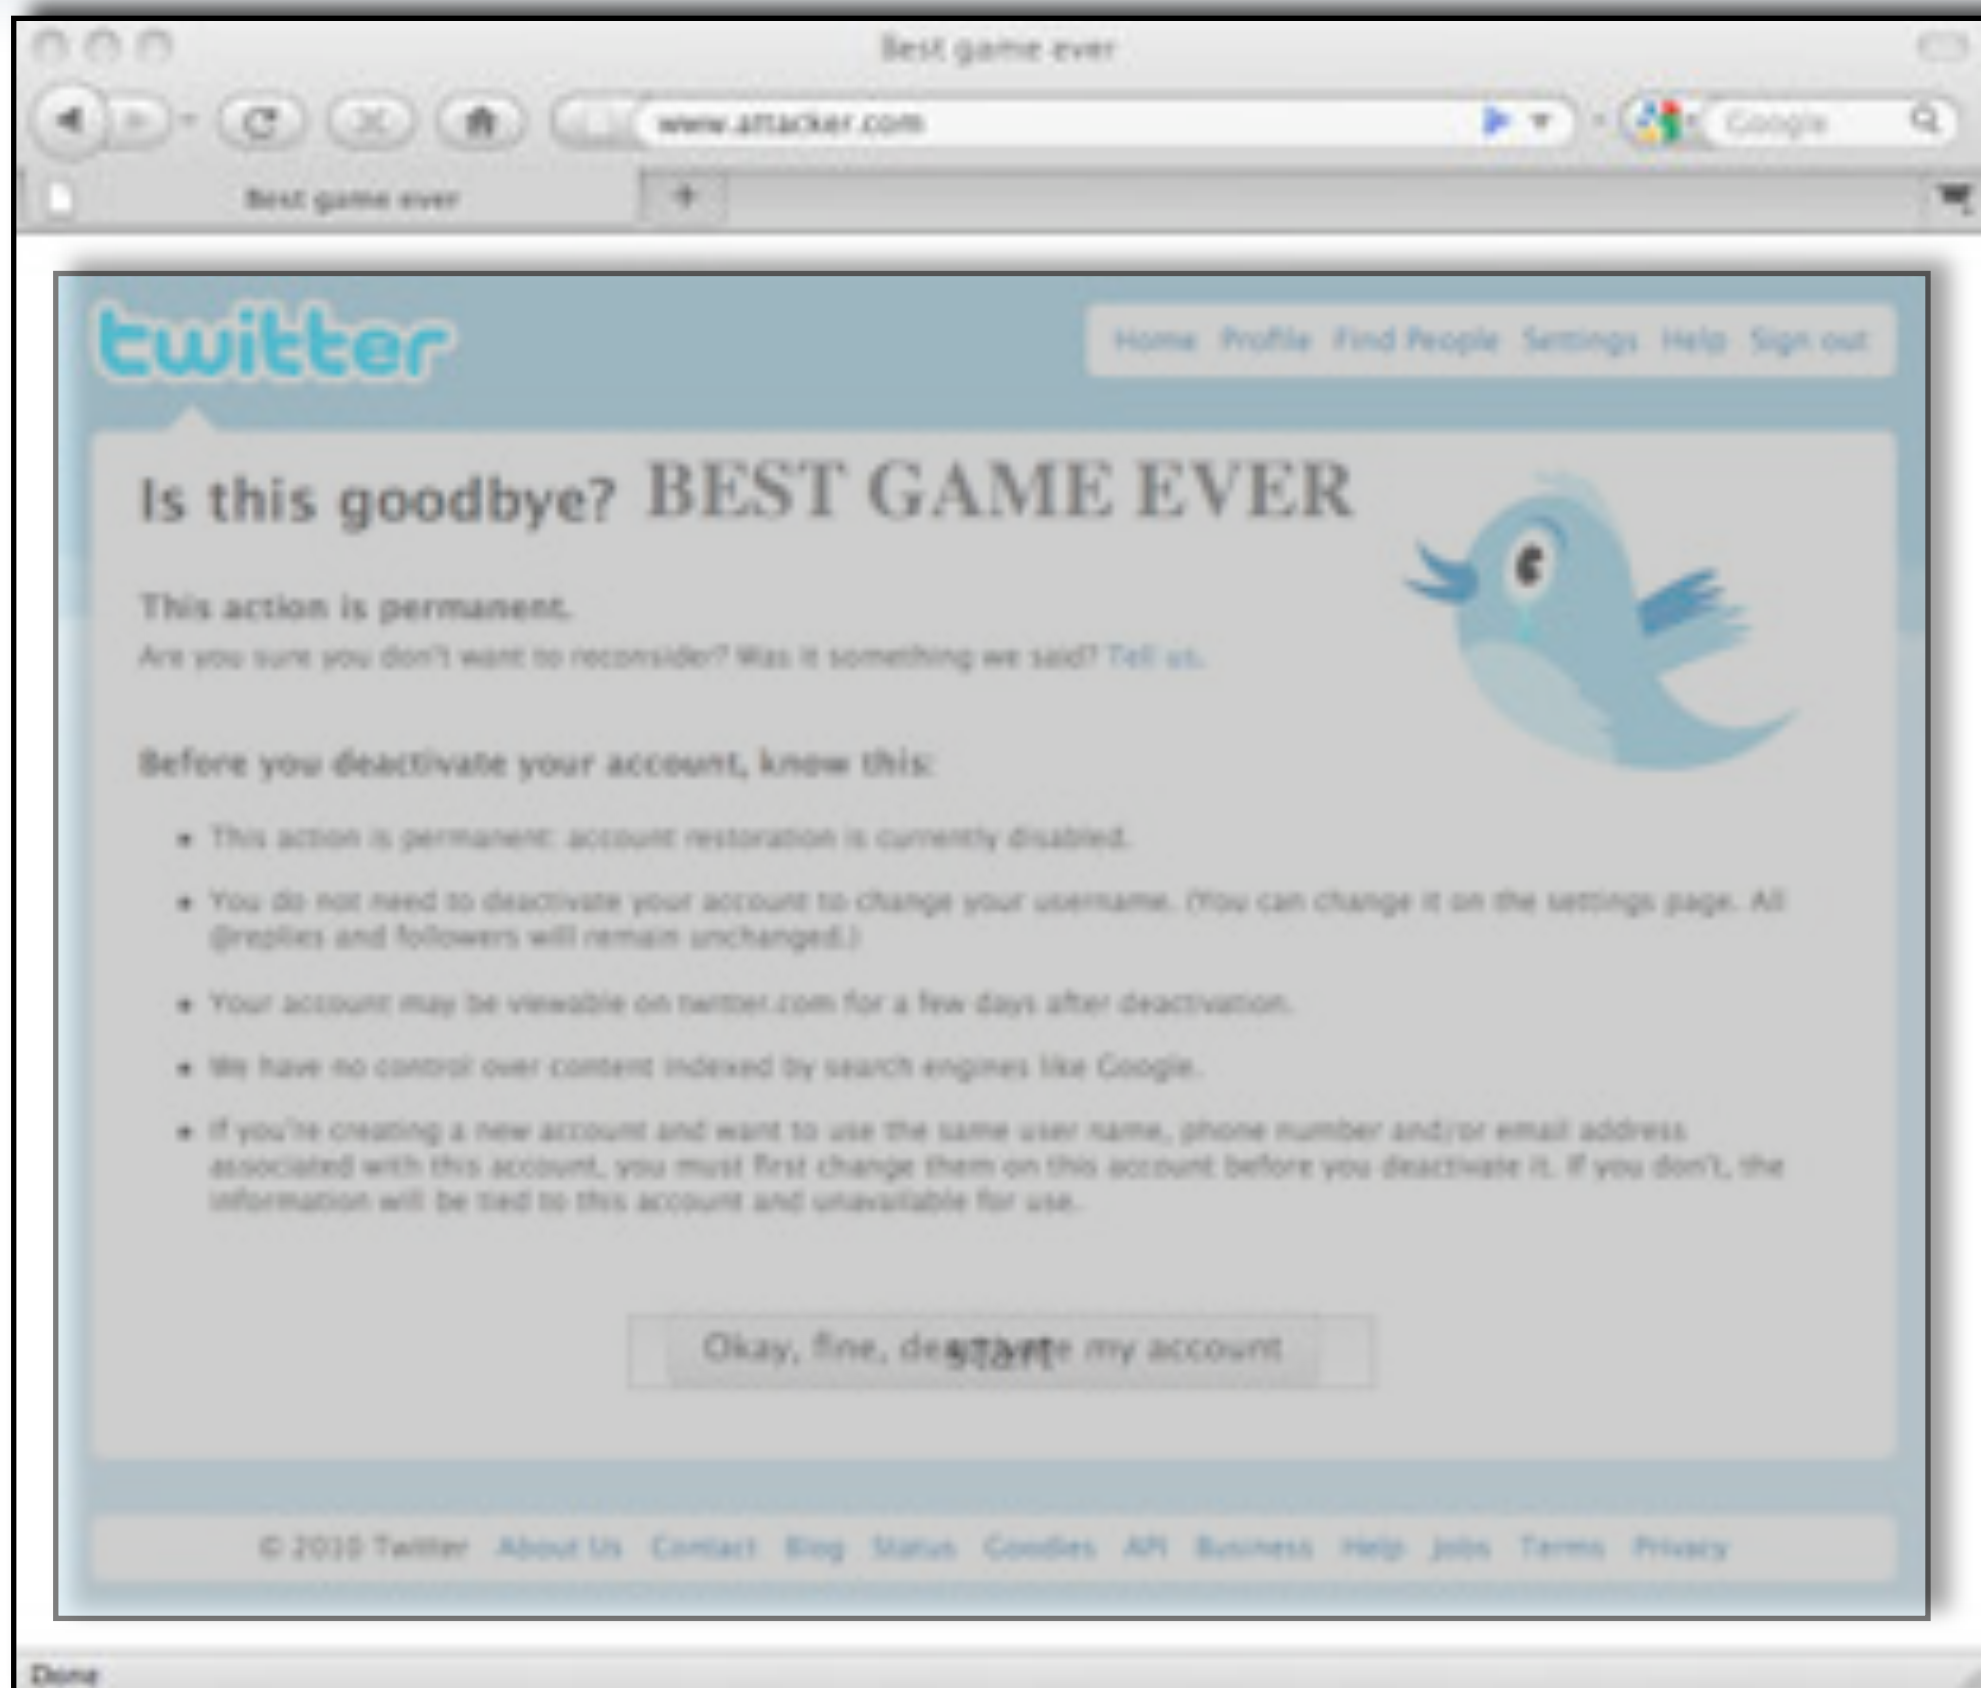 Best game ever
www.attacker.com
Google
Best game ever
+
twitter
Home Profile Find People Settings Help Sign out
Is this goodbye? BEST GAME EVER
This action is permanent.
Are you sure you don't want to reconsider? Was it something we said? Tell us.
Before you deactivate your account, know this:
• This action is permanent: account restoration is currently disabled.
• You do not need to deactivate your account to change your username. (You can change it on the settings page. All
@replies and followers will remain unchanged.)
• Your account may be viewable on twitter.com for a few days after deactivation.
• We have no control over content indexed by search engines like Google.
• If you're creating a new account and want to use the same user name, phone number and/or email address
associated with this account, you must first change them on this account before you deactivate it. If you don't, the
information will be tied to this account and unavailable for use.
Okay, fine, deactivate my account
start
© 2010 Twitter About Us Contact Blog Status Goodies API Business Help Jobs Terms Privacy
Done